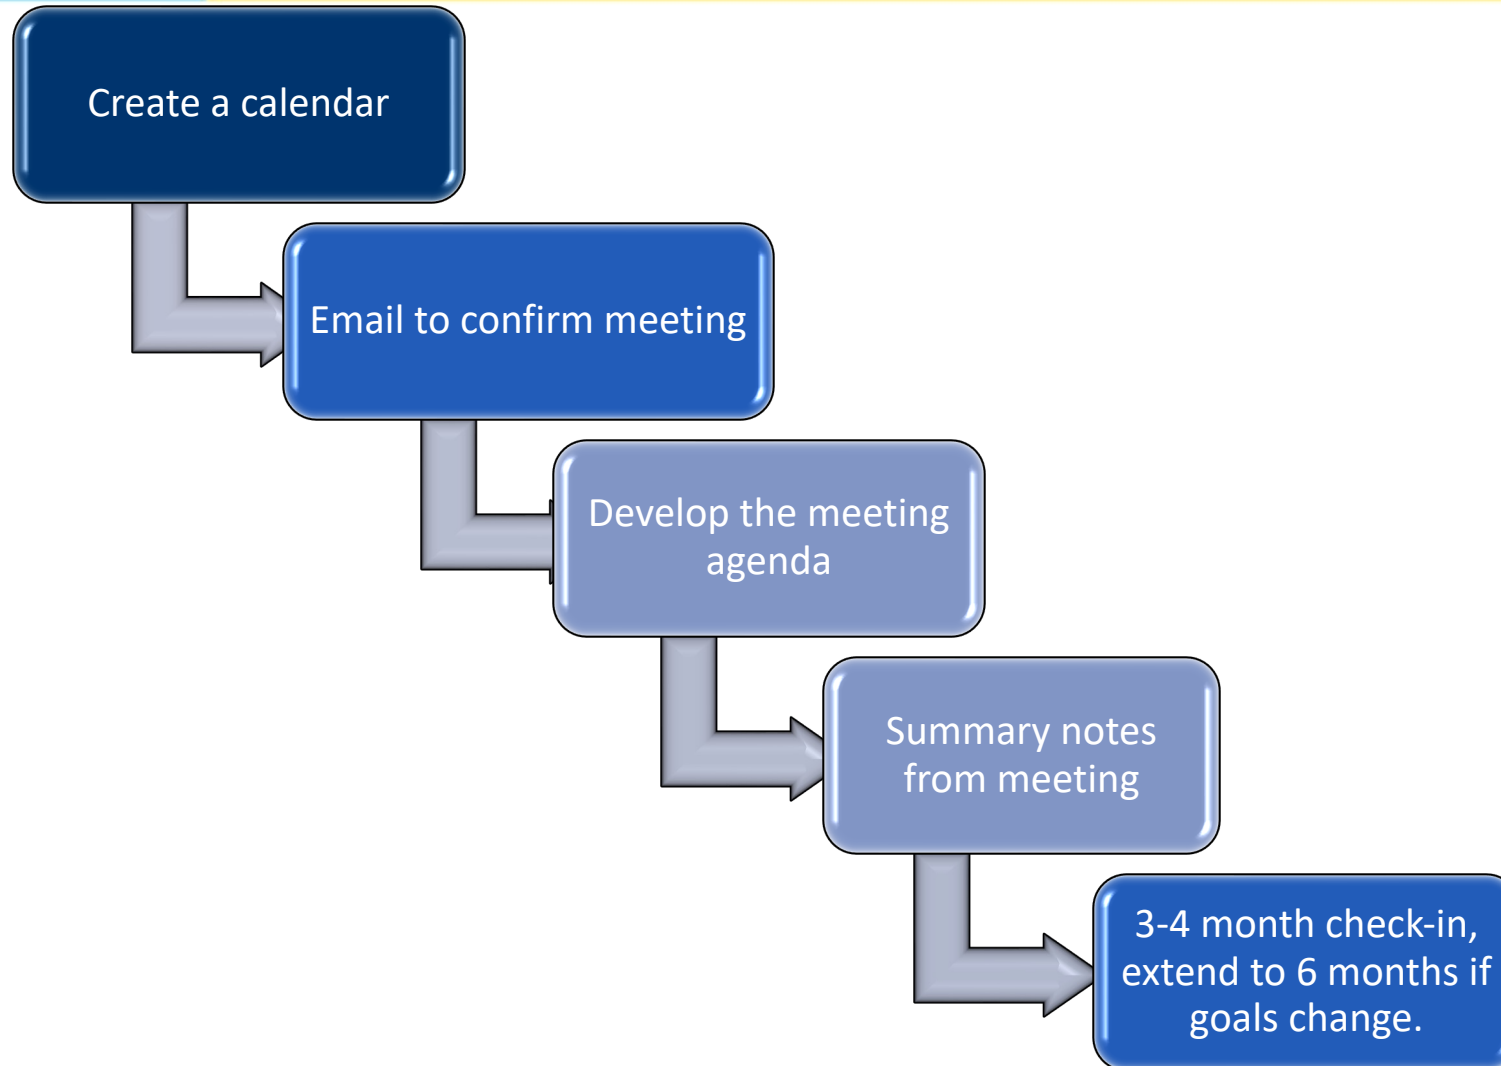 Create a calendar
Email to confirm meeting
Develop the meeting
agenda
Summary notes
from meeting
3-4 month check-in,
extend to 6 months if
goals change.